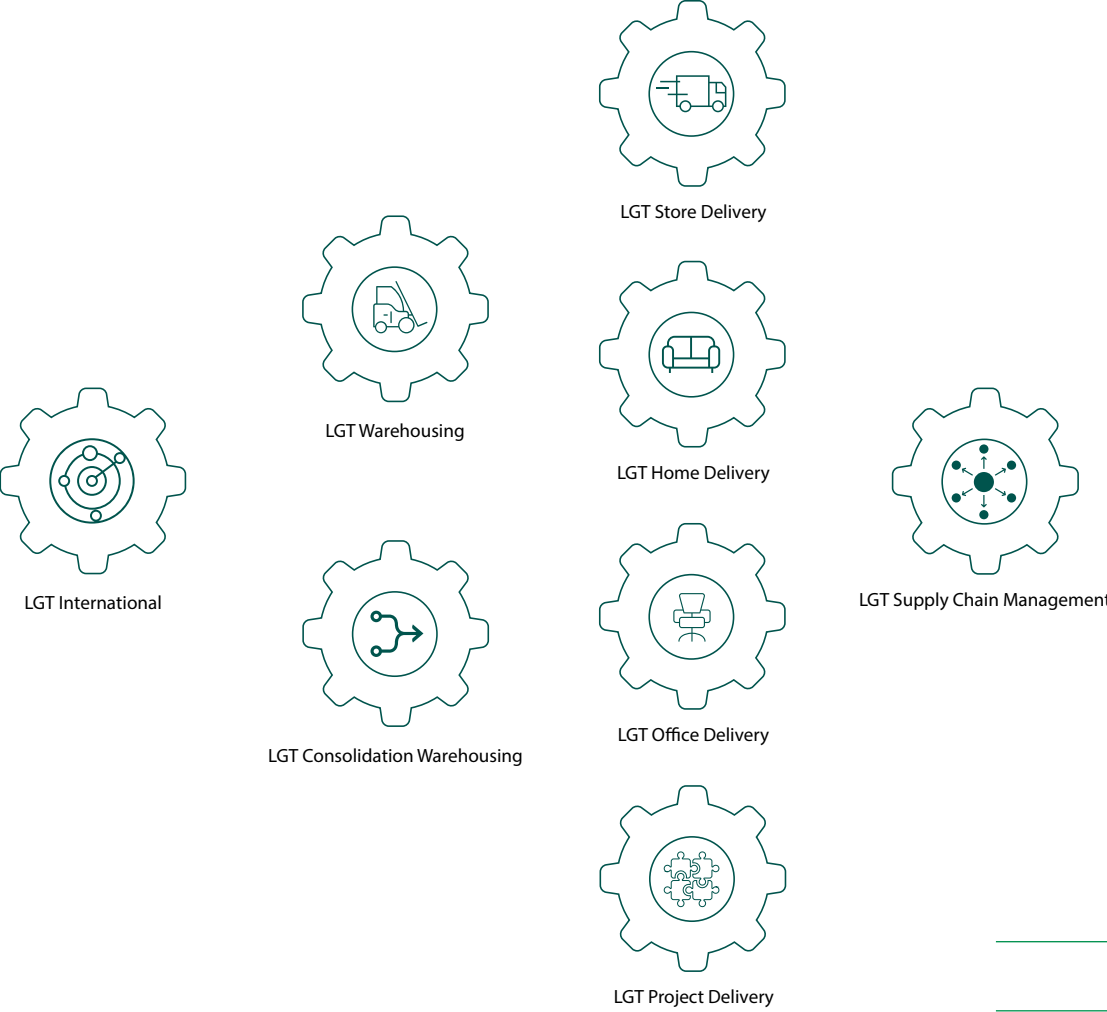 LGT Store Delivery
LGT Warehousing
LGT Home Delivery
LGT International
LGT Supply Chain Management
LGT Office Delivery
LGT Consolidation Warehousing
LGT Project Delivery